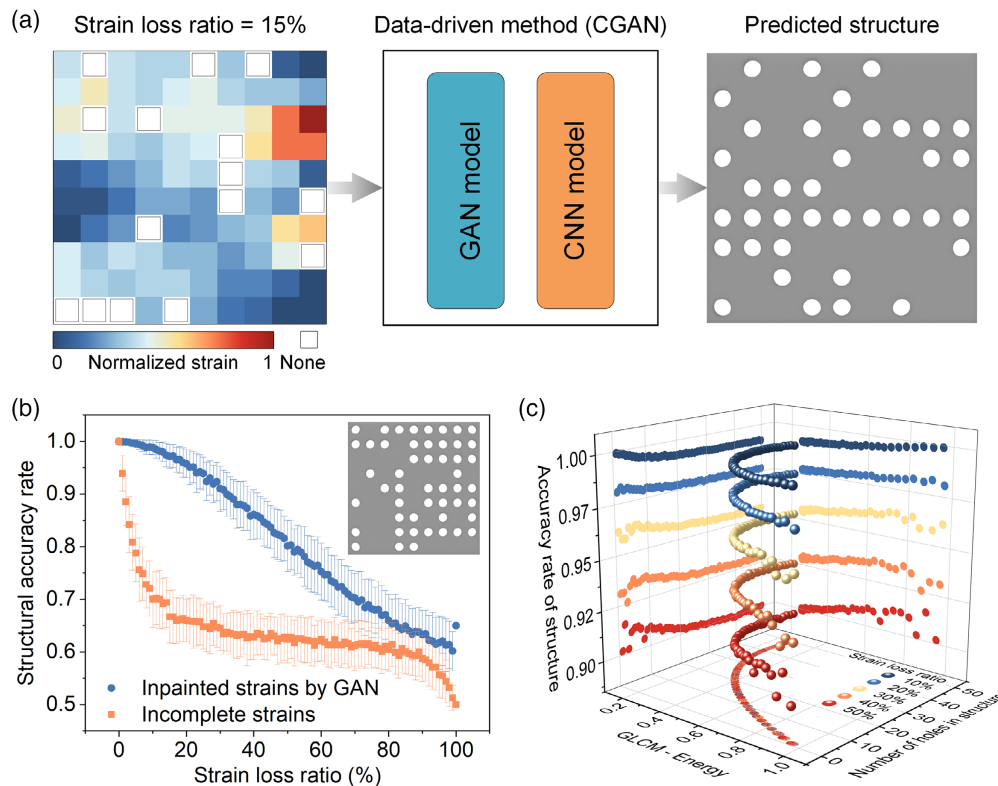 (a)
Strain loss ratio = 15%
Data-driven method (CGAN)
Predicted structure
GAN model
CNN model
0 Normalized strain 1 None
(b)
Structural accuracy rate
1.0
0.9
0.8
0.7
0.6
0.5
Inpainted strains by GAN
Incomplete strains
0 20 40 60 80 100
Strain loss ratio (%)
(c)
Accuracy rate of structure
1.00
0.97
0.95
0.92
0.90
Strain loss ratio
10%
20%
30%
40%
50%
0.2 0.4 0.6 0.8 1.0
GLCM - Energy
0 10 20 30 40 50
Number of holes in structure